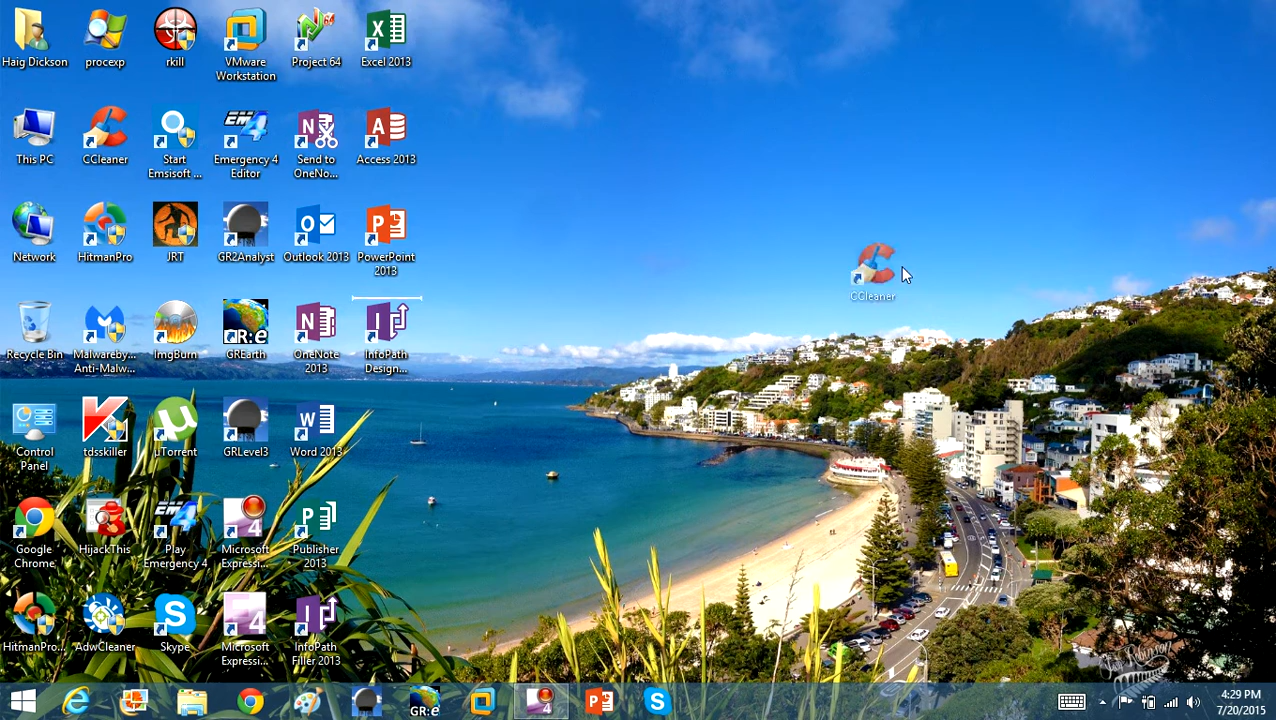 Haig Dickson
procexp
rkill
VMware
Workstation
Project 64
Excel 2013
This PC
CCleaner
Start
Emsisoft ...
Emergency 4
Editor
Send to
OneNo...
Access 2013
Network
HitmanPro
JRT
GR2Analyst
Outlook 2013
PowerPoint
2013
CCleaner
Recycle Bin
Malwareby...
Anti-Malw...
ImgBurn
GR:e
GREarth
OneNote
2013
InfoPath
Design...
Control
Panel
tdsskiller
µTorrent
GRLevel3
Word 2013
Google
Chrome
HijackThis
Play
Emergency 4
Microsoft
Expressi...
Publisher
2013
HitmanPro...
AdwCleaner
Skype
Microsoft
Expressi...
InfoPath
Filler 2013
GR:e
4:29 PM
7/20/2015